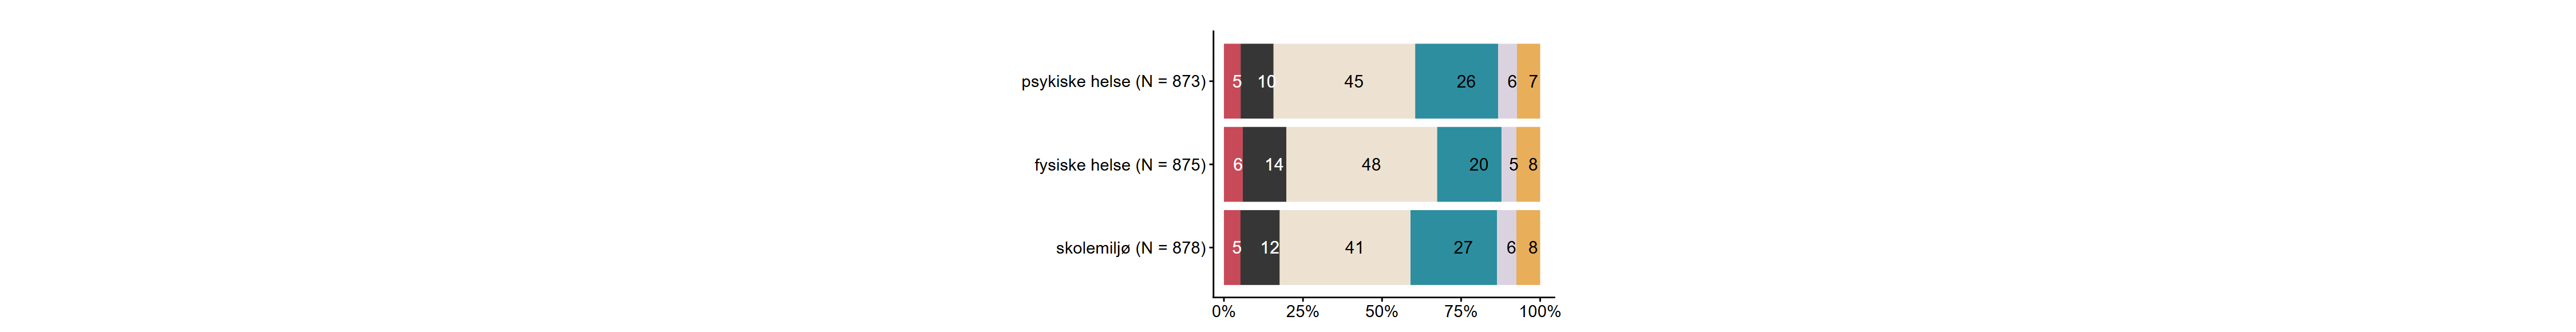 psykiske helse (N = 873) 5 10 45 26 6 7
fysiske helse (N = 875) 6 14 48 20 5 8
skolemiljø (N = 878) 5 12 41 27 6 8
0% 25% 50% 75% 100%